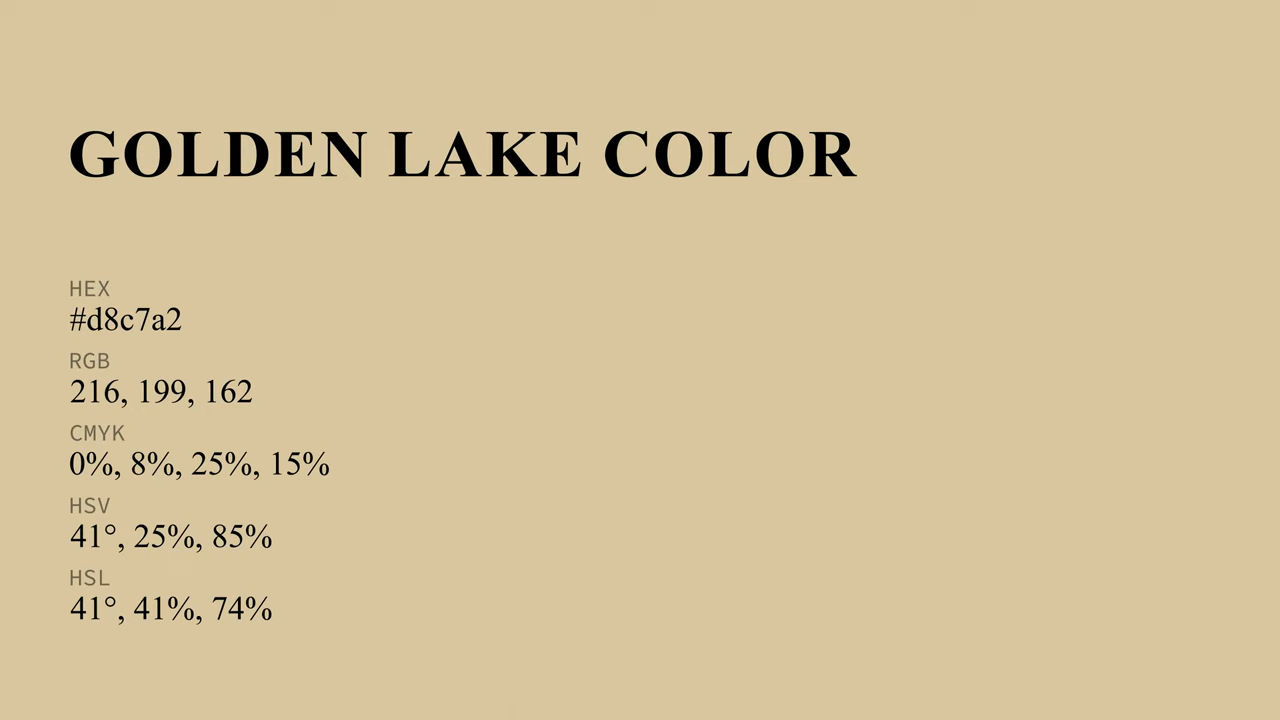 GOLDEN LAKE COLOR
HEX
#d8c7a2
RGB
216, 199, 162
CMYK
0%, 8%, 25%, 15%
HSV
41°, 25%, 85%
HSL
41°, 41%, 74%